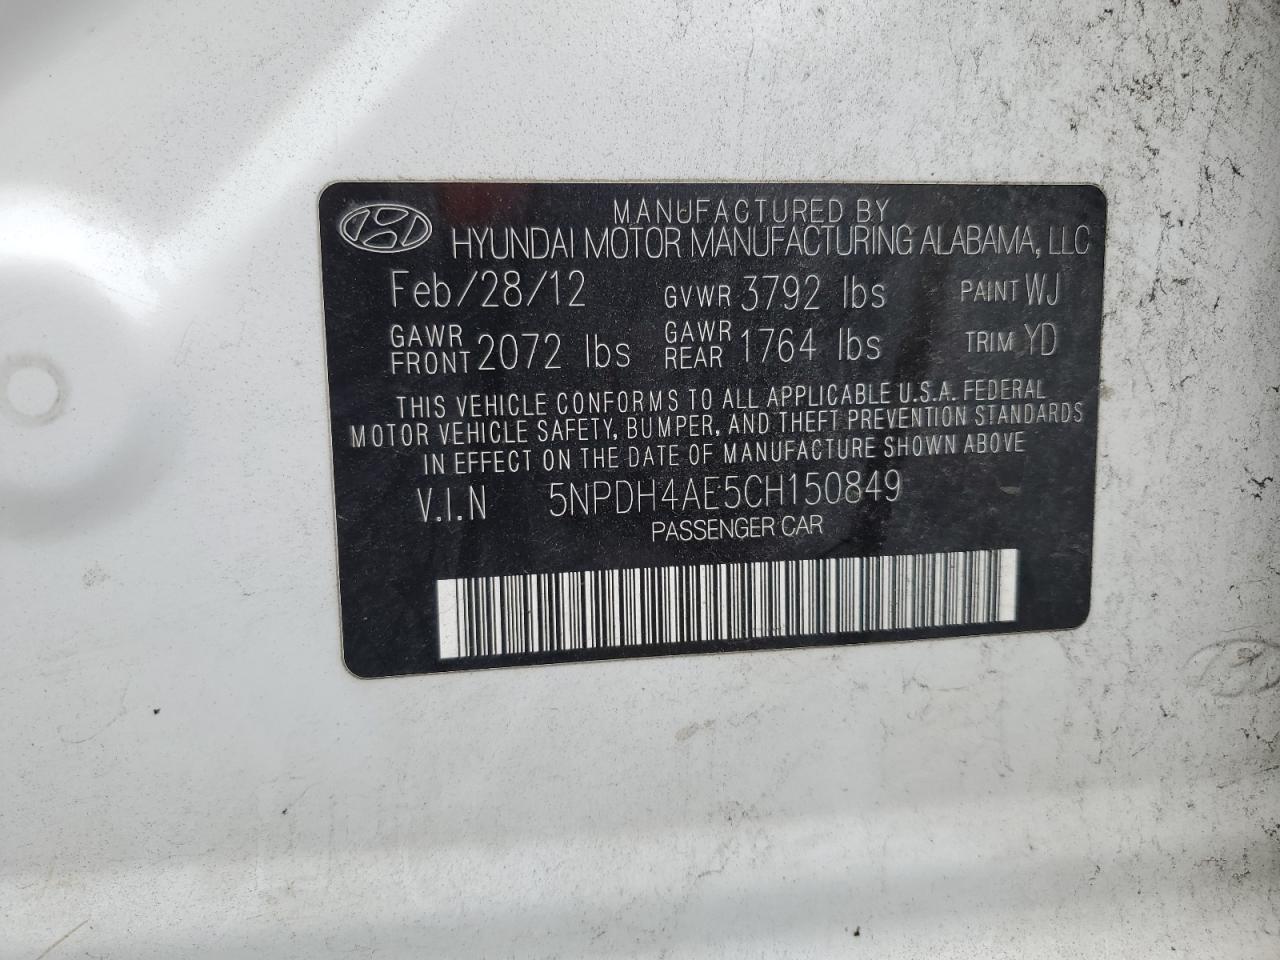 MANUFACTURED BY
HYUNDAI MOTOR MANUFACTURING ALABAMA, LLC
Feb/28/12 GVWR 3792 lbs PAINT WJ
GAWR FRONT 2072 lbs GAWR REAR 1764 lbs TRIM YD
THIS VEHICLE CONFORMS TO ALL APPLICABLE U.S.A. FEDERAL
MOTOR VEHICLE SAFETY, BUMPER, AND THEFT PREVENTION STANDARDS
IN EFFECT ON THE DATE OF MANUFACTURE SHOWN ABOVE
V.I.N 5NPDH4AE5CH150849
PASSENGER CAR